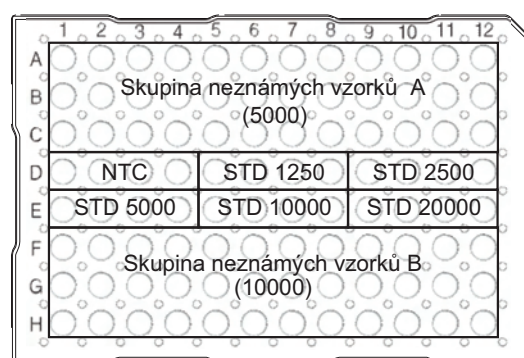 1 2 3 4 5 6 7 8 9 10 11 12
A
B
C
D
E
F
G
H
Skupina neznámých vzorků A
(5000)
NTC STD 1250 STD 2500
STD 5000 STD 10000 STD 20000
Skupina neznámých vzorků B
(10000)